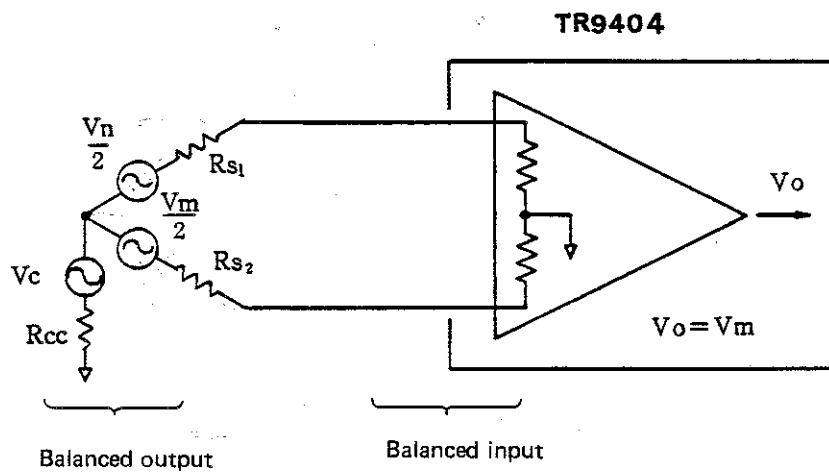 TR9404
Vn
2
Rs1
Vm
2
Rs2
Vc
Rcc
Vo
Vo=Vm
Balanced output
Balanced input